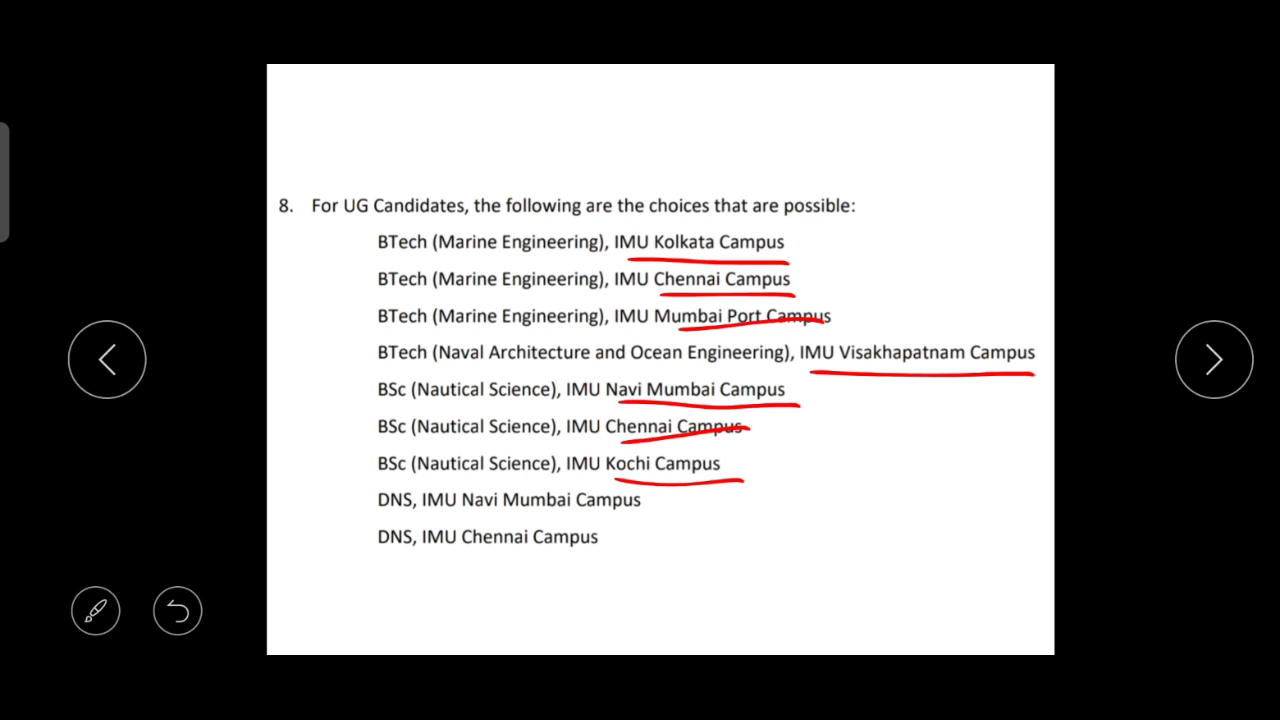 8. For UG Candidates, the following are the choices that are possible:
BTech (Marine Engineering), IMU Kolkata Campus
BTech (Marine Engineering), IMU Chennai Campus
BTech (Marine Engineering), IMU Mumbai Port Campus
BTech (Naval Architecture and Ocean Engineering), IMU Visakhapatnam Campus
BSc (Nautical Science), IMU Navi Mumbai Campus
BSc (Nautical Science), IMU Chennai Campus
BSc (Nautical Science), IMU Kochi Campus
DNS, IMU Navi Mumbai Campus
DNS, IMU Chennai Campus